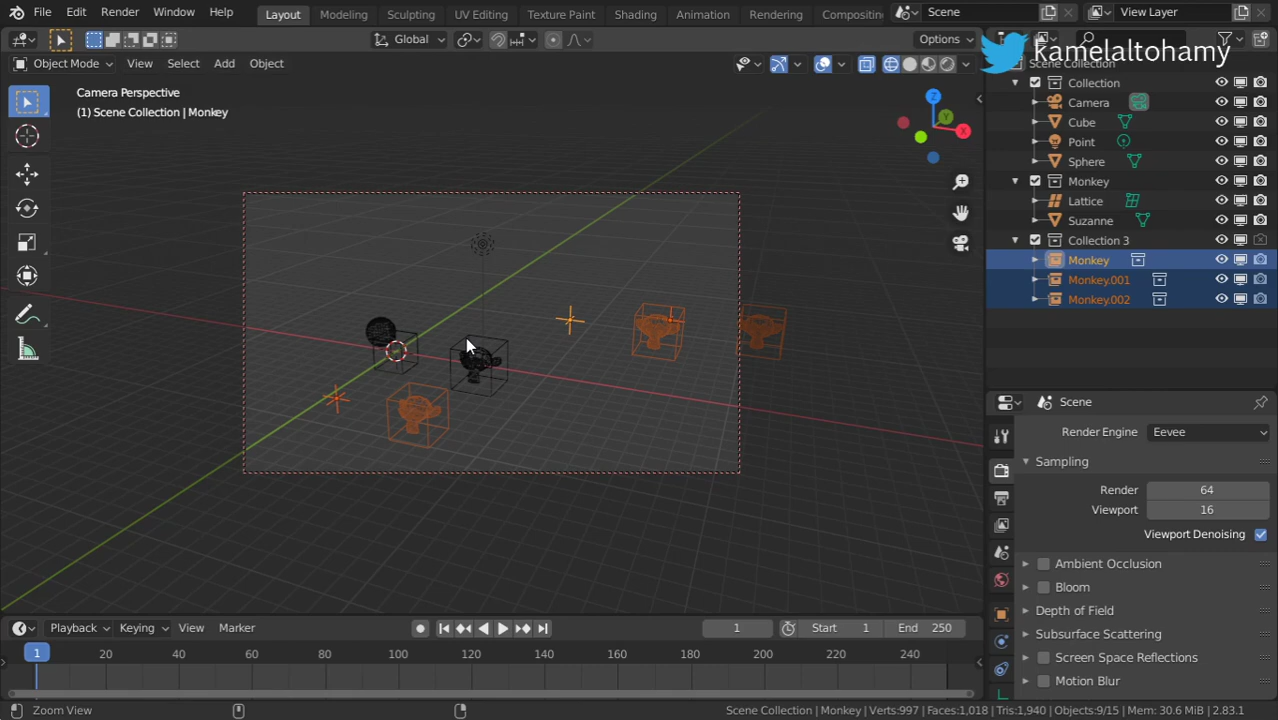 File Edit Render Window Help Layout Modeling Sculpting UV Editing Texture Paint Shading Animation Rendering Compositin Scene View Layer
Global Options
kamelaltohamy
Object Mode View Select Add Object
Scene Collection
Camera Perspective
(1) Scene Collection | Monkey
Z
Y
X
Collection
Camera
Cube
Point
Sphere
Monkey
Lattice
Suzanne
Collection 3
Monkey
Monkey.001
Monkey.002
Scene
Render Engine Eevee
Sampling
Render 64
Viewport 16
Viewport Denoising
Ambient Occlusion
Bloom
Depth of Field
Subsurface Scattering
Screen Space Reflections
Motion Blur
Playback Keying View Marker 1 Start 1 End 250
1 20 40 60 80 100 120 140 160 180 200 220 240
Zoom View
Scene Collection | Monkey | Verts:997 | Faces:1,018 | Tris:1,940 | Objects:9/15 | Mem: 30.6 MiB | 2.83.1